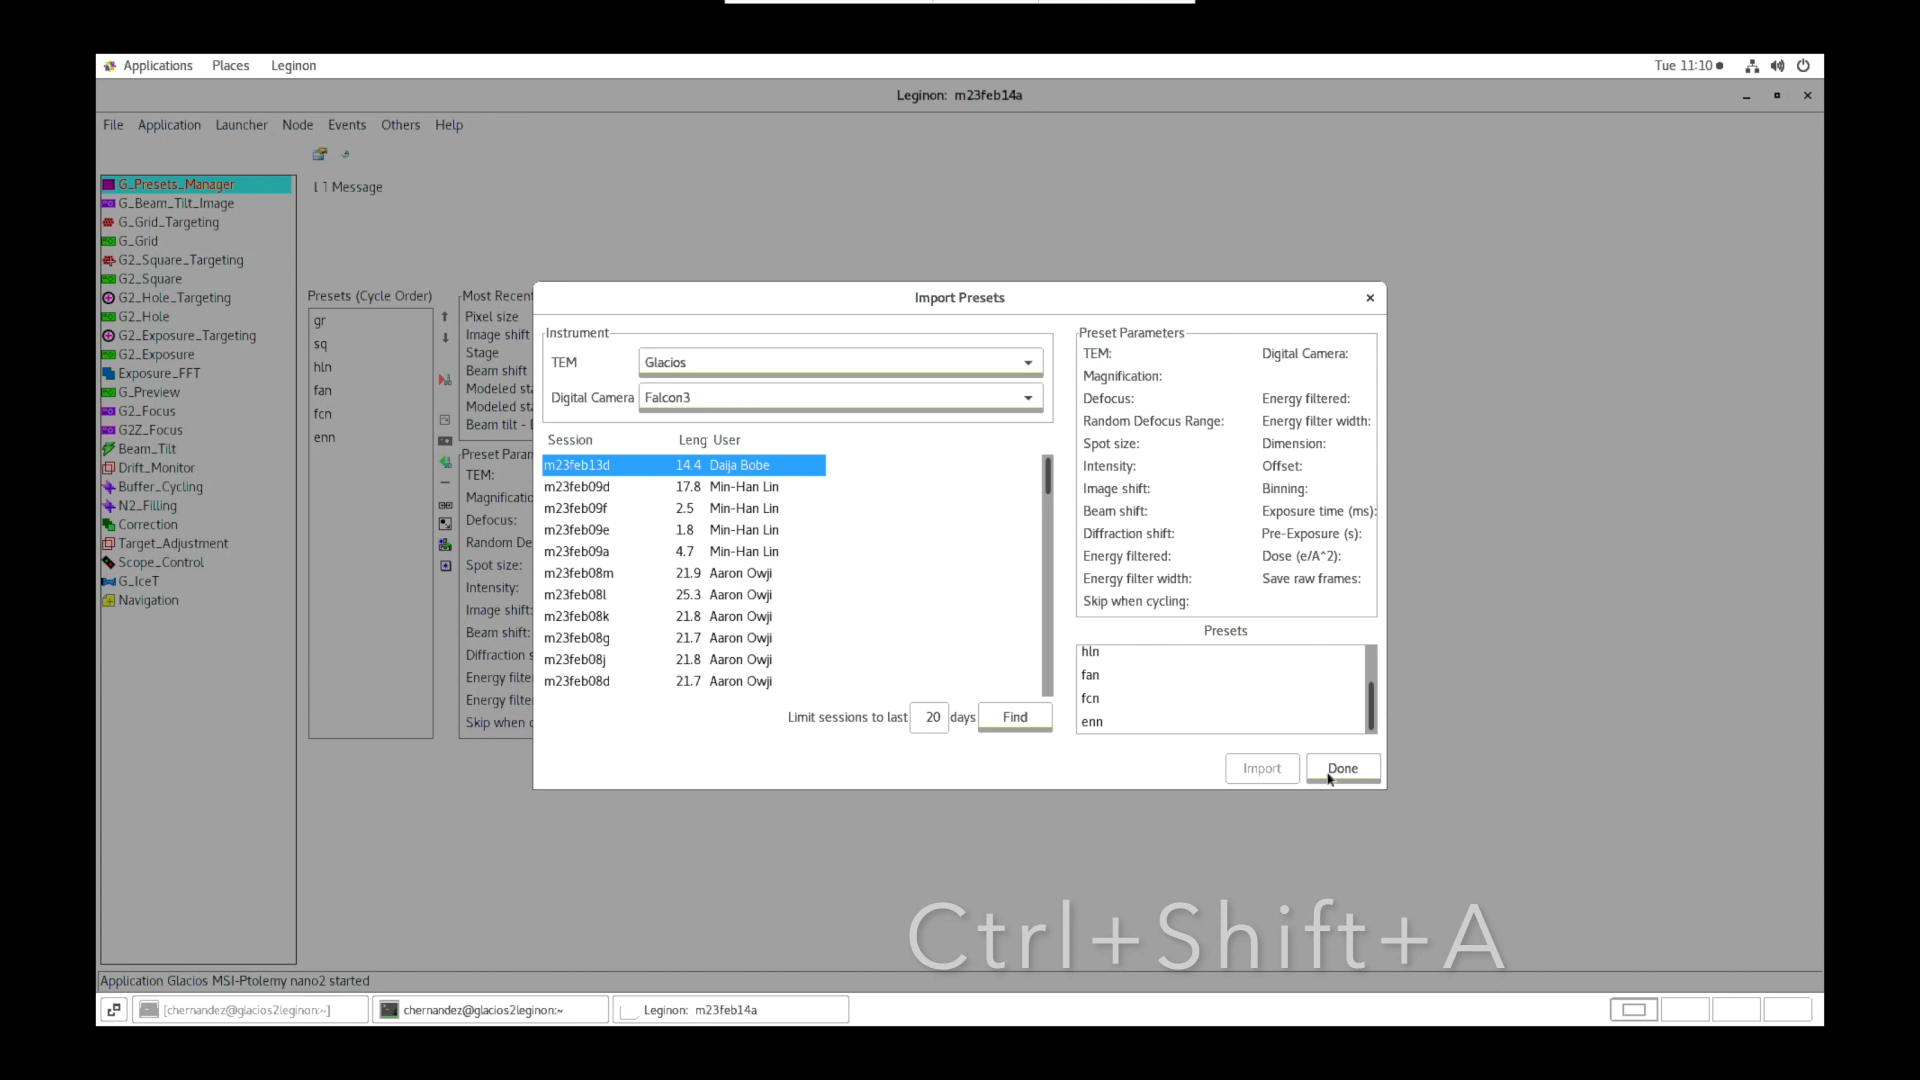 Applications Places Leginon Tue 11:10
Leginon: m23feb14a
File Application Launcher Node Events Others Help
G_Presets_Manager
G_Beam_Tilt_Image
G_Grid_Targeting
G_Grid
G2_Square_Targeting
G2_Square
G2_Hole_Targeting
G2_Hole
G2_Exposure_Targeting
G2_Exposure
Exposure_FFT
G_Preview
G2_Focus
G2Z_Focus
Beam_Tilt
Drift_Monitor
Buffer_Cycling
N2_Filling
Correction
Target_Adjustment
Scope_Control
G_IceT
Navigation
Message
Presets (Cycle Order)
gr
sq
hln
fan
fcn
enn
Most Recen
Pixel size
Image shift
Stage
Beam shift
Modeled sta
Modeled sta
Beam tilt -
Preset Paran
TEM:
Magnificatio
Defocus:
Random De
Spot size:
Intensity:
Image shift:
Beam shift:
Diffraction s
Energy filte
Energy filte
Skip when c
Import Presets
Instrument
TEM Glacios
Digital Camera Falcon3
Session Leng User
m23feb13d 14.4 Daija Bobe
m23feb09d 17.8 Min-Han Lin
m23feb09f 2.5 Min-Han Lin
m23feb09e 1.8 Min-Han Lin
m23feb09a 4.7 Min-Han Lin
m23feb08m 21.9 Aaron Owji
m23feb08l 25.3 Aaron Owji
m23feb08k 21.8 Aaron Owji
m23feb08g 21.7 Aaron Owji
m23feb08j 21.8 Aaron Owji
m23feb08d 21.7 Aaron Owji
Limit sessions to last 20 days Find
Preset Parameters
TEM: Digital Camera:
Magnification:
Defocus: Energy filtered:
Random Defocus Range: Energy filter width:
Spot size: Dimension:
Intensity: Offset:
Image shift: Binning:
Beam shift: Exposure time (ms):
Diffraction shift: Pre-Exposure (s):
Energy filtered: Dose (e/A^2):
Energy filter width: Save raw frames:
Skip when cycling:
Presets
hln
fan
fcn
enn
Import Done
Ctrl+Shift+A
Application Glacios MSI-Ptolemy nano2 started
[chernandez@glacios2leginon:~] chernandez@glacios2leginon:~ Leginon: m23feb14a